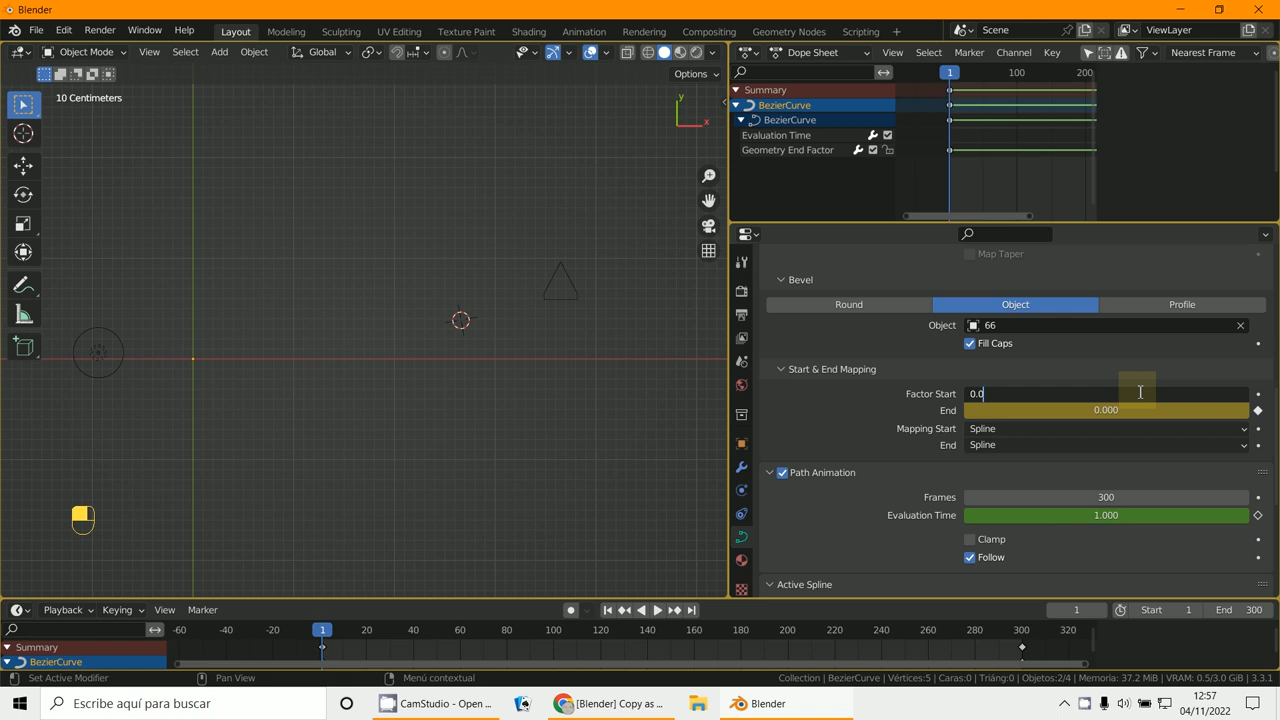 Blender
File Edit Render Window Help Layout Modeling Sculpting UV Editing Texture Paint Shading Animation Rendering Compositing Geometry Nodes Scripting + Scene ViewLayer
Object Mode View Select Add Object Global
Options
10 Centimeters
y
x
Dope Sheet View Select Marker Channel Key Nearest Frame
1 100 200
Summary
BezierCurve
BezierCurve
Evaluation Time
Geometry End Factor
Map Taper
Bevel
Round Object Profile
Object 66
Fill Caps
Start & End Mapping
Factor Start 0.0
End 0.000
Mapping Start Spline
End Spline
Path Animation
Frames 300
Evaluation Time 1.000
Clamp
Follow
Active Spline
Playback Keying View Marker 1 Start 1 End 300
-60 -40 -20 1 20 40 60 80 100 120 140 160 180 200 220 240 260 280 300 320
Summary
BezierCurve
Set Active Modifier Pan View Menú contextual Collection | BezierCurve | Vértices:5 | Caras:0 | Triáng:0 | Objetos:2/4 | Memoria: 37.2 MiB | VRAM: 0.5/3.0 GiB | 3.3.1
Escribe aquí para buscar CamStudio - Open ... [Blender] Copy as ... Blender 12:57
04/11/2022